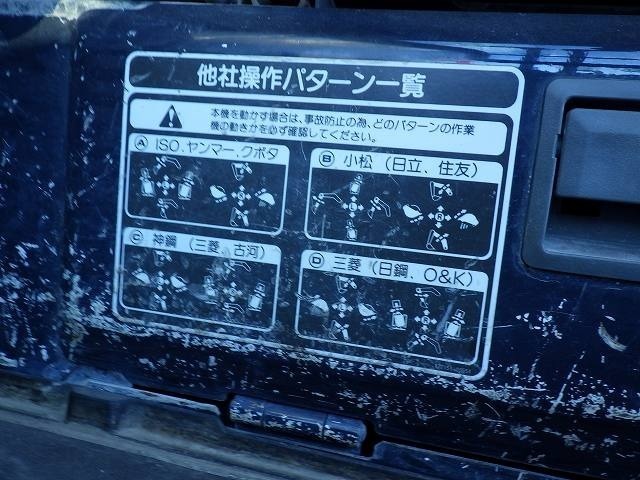 他社操作パターン一覧
本機を動かす場合は、事故防止の為、どのパターンの作業
機の動きかを必ず確認してください。
A ISO.ヤンマー.クボタ
B 小松（日立、住友）
L
R
C 神鋼（三菱、古河）
D 三菱（日鋼、O&K）